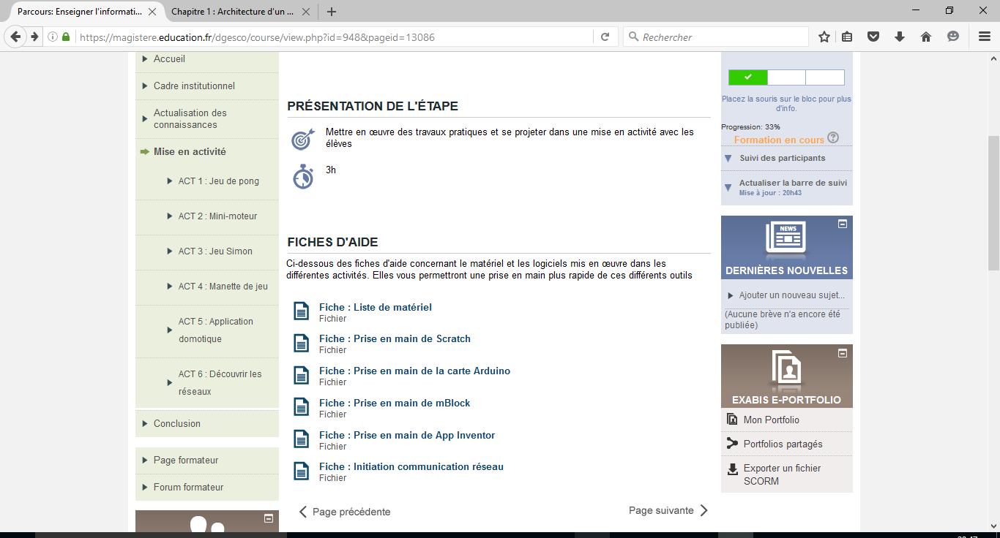 Parcours: Enseigner l'informati...
Chapitre 1 : Architecture d'un ...
https://magistere.education.fr/dgesco/course/view.php?id=948&pageid=13086
Rechercher
Accueil
Cadre institutionnel
Actualisation des
connaissances
Mise en activité
ACT 1 : Jeu de pong
ACT 2 : Mini-moteur
ACT 3 : Jeu Simon
ACT 4 : Manette de jeu
ACT 5 : Application
domotique
ACT 6 : Découvrir les
réseaux
Conclusion
Page formateur
Forum formateur
PRÉSENTATION DE L'ÉTAPE
Mettre en œuvre des travaux pratiques et se projeter dans une mise en activité avec les
élèves
3h
FICHES D'AIDE
Ci-dessous des fiches d'aide concernant le matériel et les logiciels mis en œuvre dans les
différentes activités. Elles vous permettront une prise en main plus rapide de ces différents outils
Fiche : Liste de matériel
Fichier
Fiche : Prise en main de Scratch
Fichier
Fiche : Prise en main de la carte Arduino
Fichier
Fiche : Prise en main de mBlock
Fichier
Fiche : Prise en main de App Inventor
Fichier
Fiche : Initiation communication réseau
Fichier
Page précédente
Page suivante
Placez la souris sur le bloc pour plus
d'info.
Progression: 33%
Formation en cours
Suivi des participants
Actualiser la barre de suivi
Mise à jour : 20h43
NEWS
DERNIÈRES NOUVELLES
Ajouter un nouveau sujet...
(Aucune brève n'a encore été
publiée)
EXABIS E-PORTFOLIO
Mon Portfolio
Portfolios partagés
Exporter un fichier
SCORM